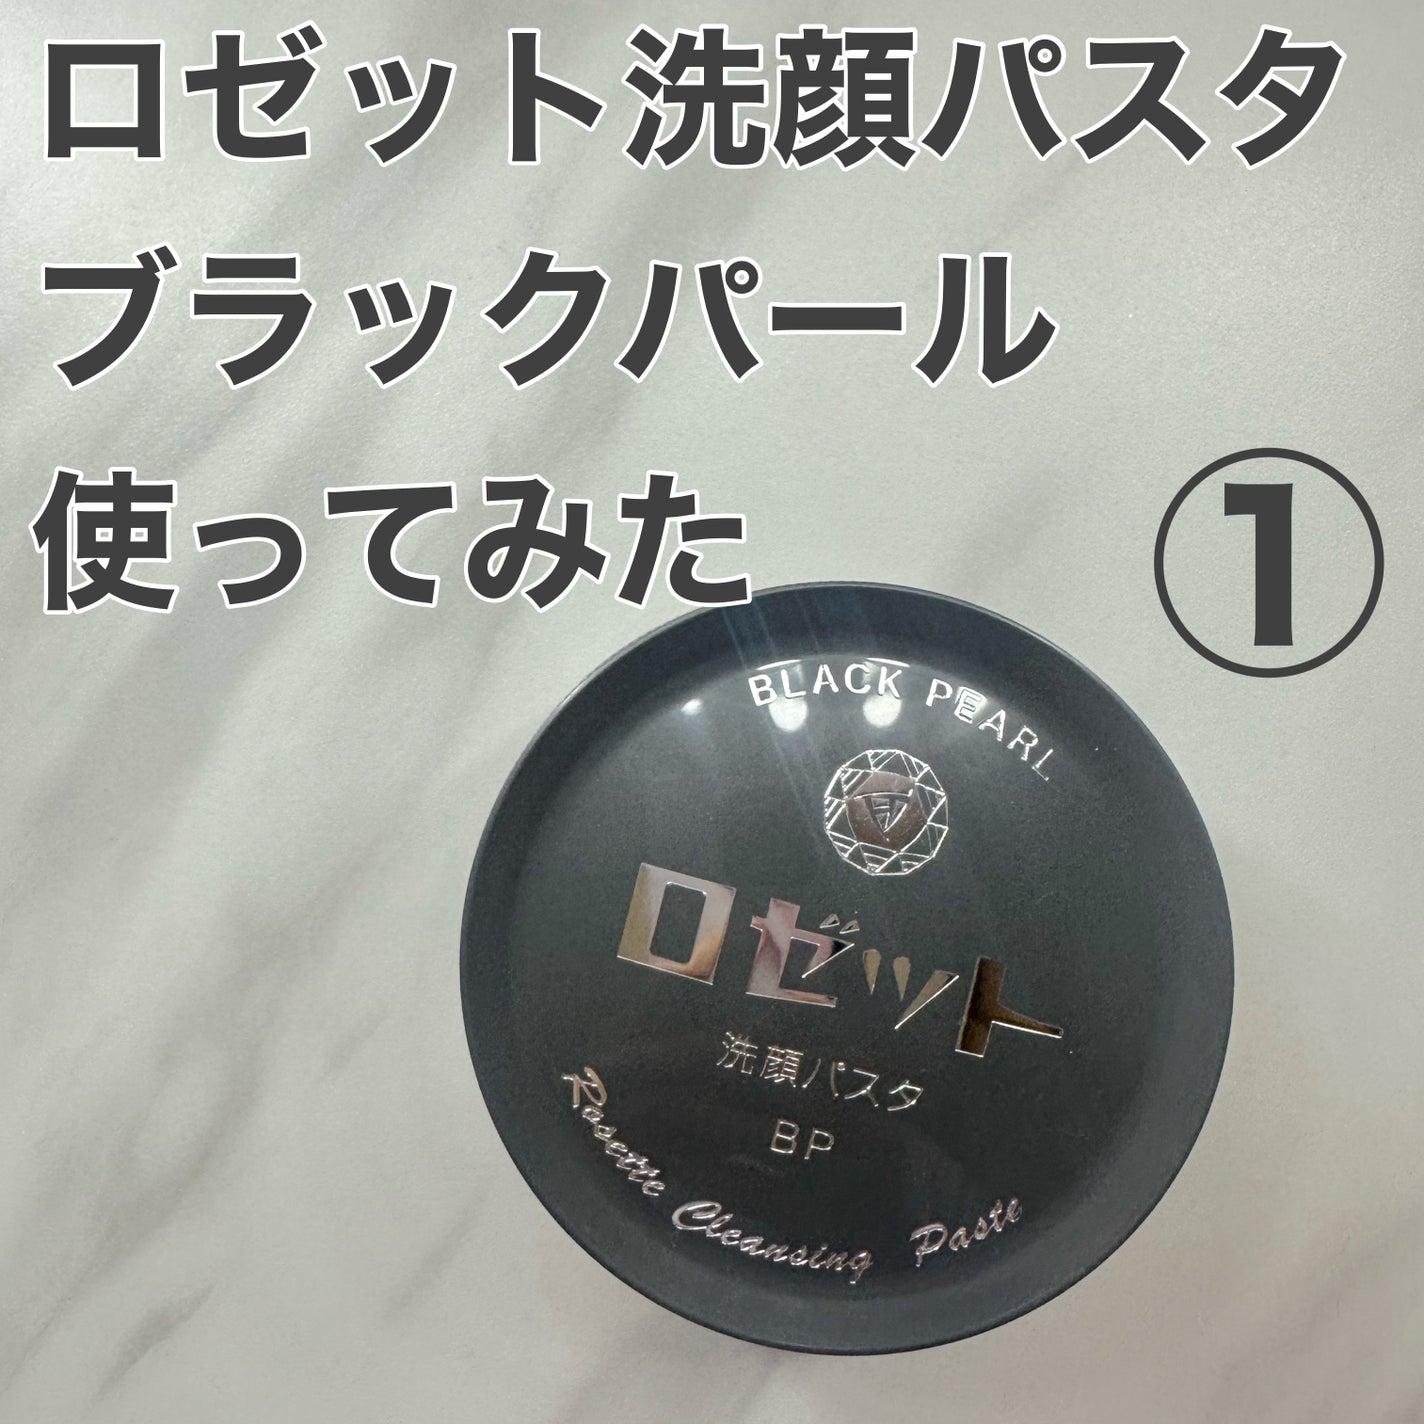 ロゼット洗顔パスタ
ブラックパール
使ってみた
①
BLACK PEARL
ロゼット
洗顔パスタ
BP
Rosette Cleansing Paste